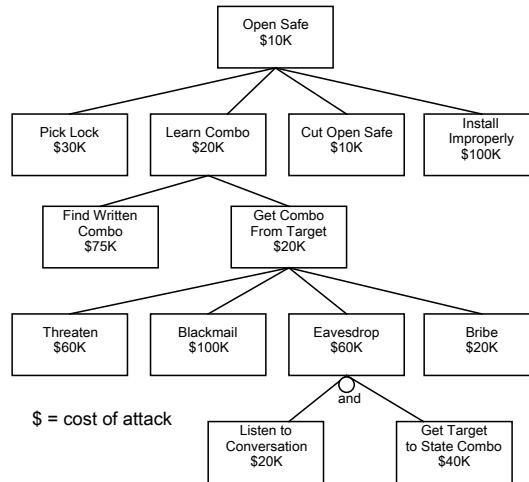 Open Safe
$10K
Pick Lock
$30K
Learn Combo
$20K
Cut Open Safe
$10K
Install
Improperly
$100K
Find Written
Combo
$75K
Get Combo
From Target
$20K
Threaten
$60K
Blackmail
$100K
Eavesdrop
$60K
Bribe
$20K
and
$ = cost of attack
Listen to
Conversation
$20K
Get Target
to State Combo
$40K